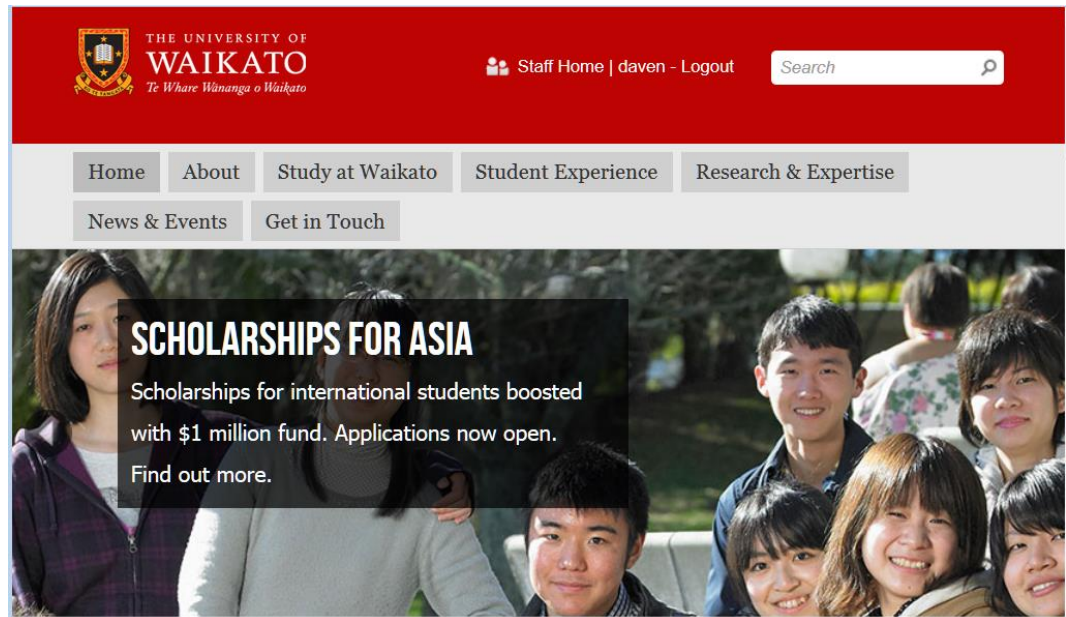 THE UNIVERSITY OF
WAIKATO
Te Whare Wānanga o Waikato
Staff Home | daven - Logout
Search
Home
About
Study at Waikato
Student Experience
Research & Expertise
News & Events
Get in Touch
SCHOLARSHIPS FOR ASIA
Scholarships for international students boosted
with $1 million fund. Applications now open.
Find out more.